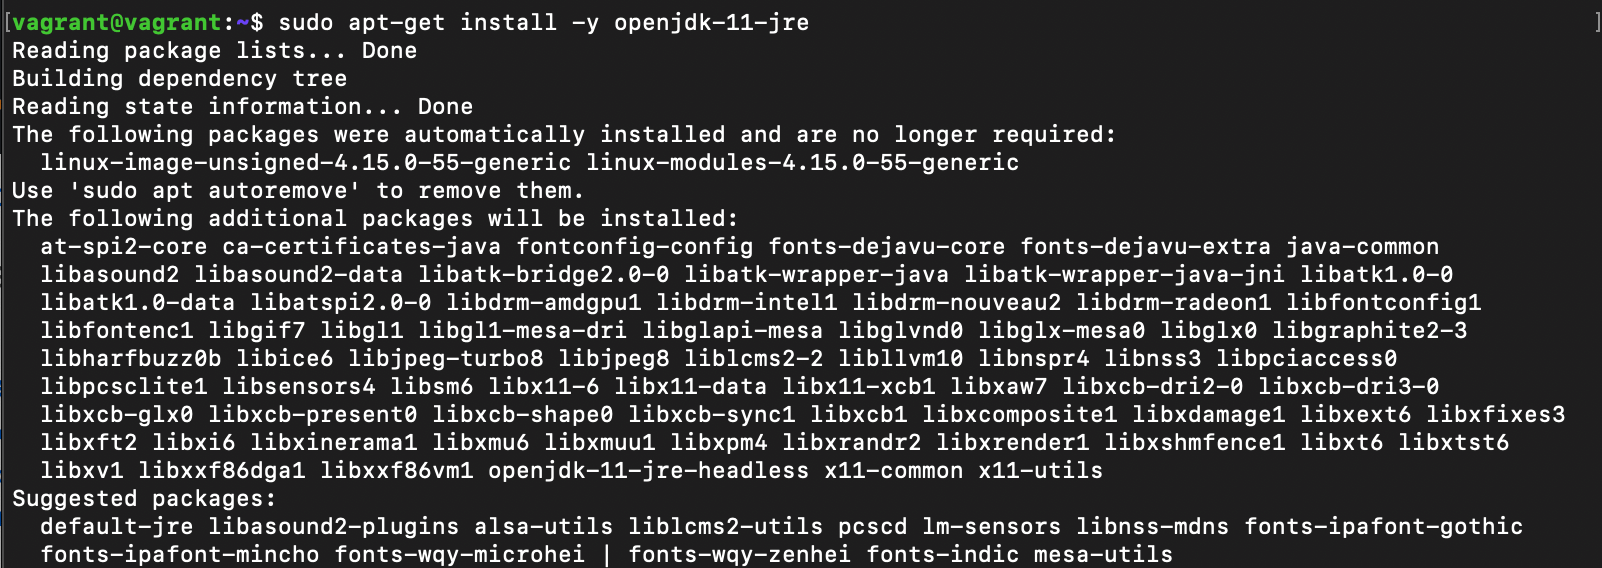 [vagrant@vagrant:~$ sudo apt-get install -y openjdk-11-jre ]
Reading package lists... Done
Building dependency tree
Reading state information... Done
The following packages were automatically installed and are no longer required:
  linux-image-unsigned-4.15.0-55-generic linux-modules-4.15.0-55-generic
Use 'sudo apt autoremove' to remove them.
The following additional packages will be installed:
  at-spi2-core ca-certificates-java fontconfig-config fonts-dejavu-core fonts-dejavu-extra java-common
  libasound2 libasound2-data libatk-bridge2.0-0 libatk-wrapper-java libatk-wrapper-java-jni libatk1.0-0
  libatk1.0-data libatspi2.0-0 libdrm-amdgpu1 libdrm-intel1 libdrm-nouveau2 libdrm-radeon1 libfontconfig1
  libfontenc1 libgif7 libgl1 libgl1-mesa-dri libglapi-mesa libglvnd0 libglx-mesa0 libglx0 libgraphite2-3
  libharfbuzz0b libice6 libjpeg-turbo8 libjpeg8 liblcms2-2 libllvm10 libnspr4 libnss3 libpciaccess0
  libpcsclite1 libsensors4 libsm6 libx11-6 libx11-data libx11-xcb1 libxaw7 libxcb-dri2-0 libxcb-dri3-0
  libxcb-glx0 libxcb-present0 libxcb-shape0 libxcb-sync1 libxcb1 libxcomposite1 libxdamage1 libxext6 libxfixes3
  libxft2 libxi6 libxinerama1 libxmu6 libxmuu1 libxpm4 libxrandr2 libxrender1 libxshmfence1 libxt6 libxtst6
  libxv1 libxxf86dga1 libxxf86vm1 openjdk-11-jre-headless x11-common x11-utils
Suggested packages:
  default-jre libasound2-plugins alsa-utils liblcms2-utils pcscd lm-sensors libnss-mdns fonts-ipafont-gothic
  fonts-ipafont-mincho fonts-wqy-microhei | fonts-wqy-zenhei fonts-indic mesa-utils